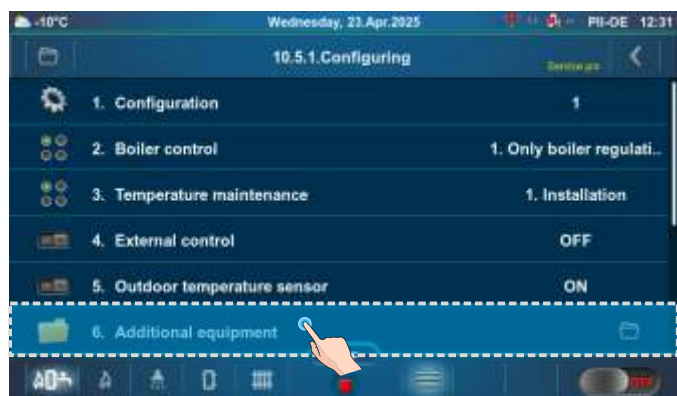 -10°C Wednesday, 23.Apr.2025 PII-OE 12:31
10.5.1.Configuring
1. Configuration 1
2. Boiler control 1. Only boiler regulati..
3. Temperature maintenance 1. Installation
4. External control OFF
5. Outdoor temperature sensor ON
6. Additional equipment
OFF